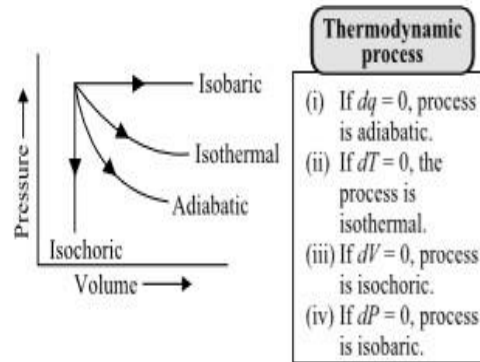 Pressure
Isobaric
Isothermal
Adiabatic
Isochoric
Volume
Thermodynamic
process
(i) If dq = 0, process
is adiabatic.
(ii) If dT = 0, the
process is
isothermal.
(iii) If dV = 0, process
is isochoric.
(iv) If dP = 0, process
is isobaric.